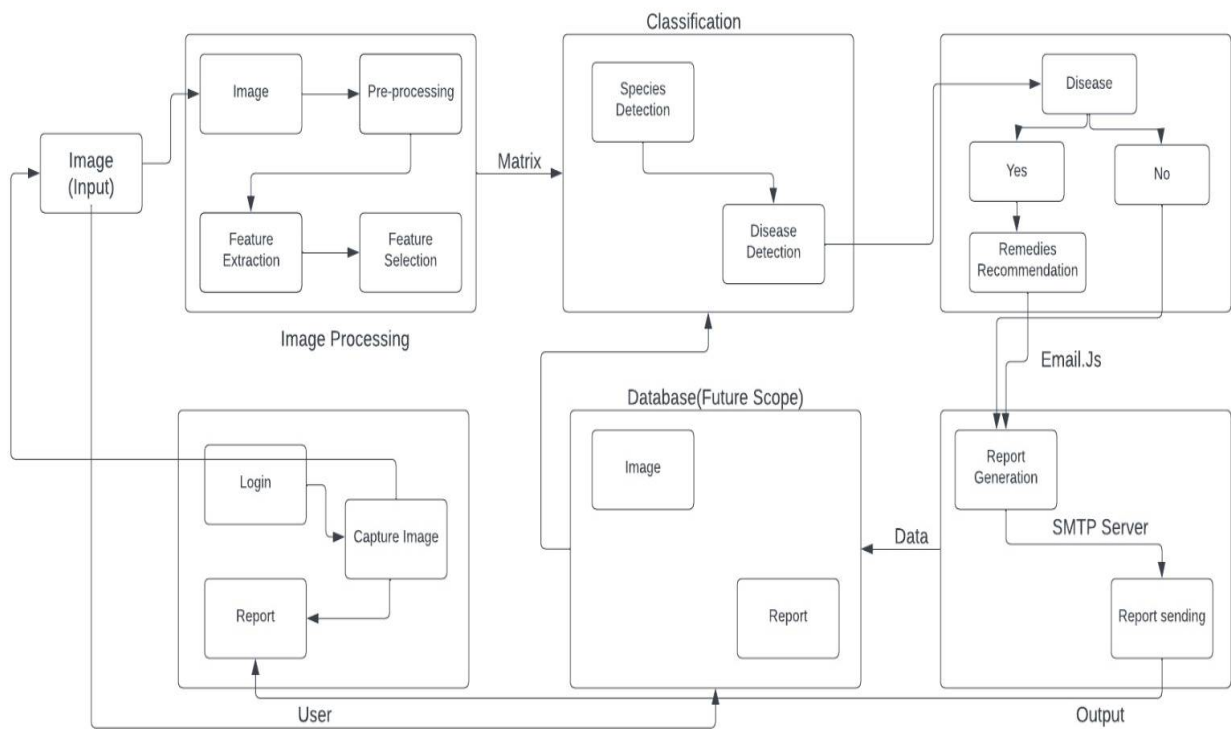 Classification
Image
Pre-processing
Species
Detection
Disease
Image
(Input)
Matrix
Yes
No
Feature
Extraction
Feature
Selection
Disease
Detection
Remedies
Recommendation
Image Processing
Email.Js
Database(Future Scope)
Login
Image
Report
Generation
Capture Image
Data
SMTP Server
Report
Report
Report sending
User
Output